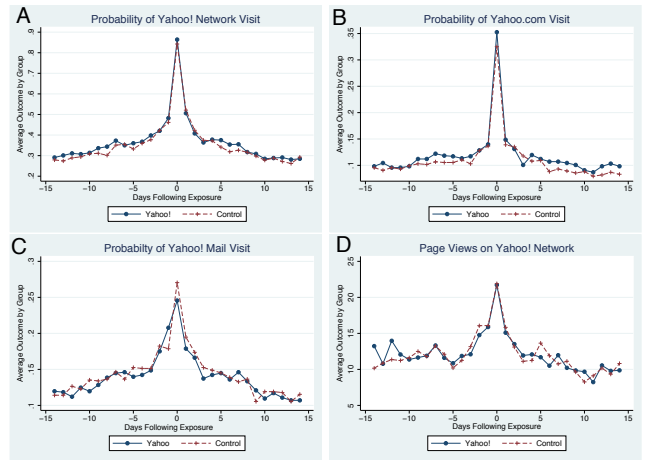 A
Probability of Yahoo! Network Visit
Average Outcome by Group
.9
.8
.7
.6
.5
.4
.3
.2
−15 −10 −5 0 5 10 15
Days Following Exposure
Yahoo! Control
B
Probability of Yahoo.com Visit
Average Outcome by Group
.35
.3
.25
.2
.15
.1
−15 −10 −5 0 5 10 15
Days Following Exposure
Yahoo Control
C
Probabilty of Yahoo! Mail Visit
Average Outcome by Group
.3
.25
.2
.15
.1
−15 −10 −5 0 5 10 15
Days Following Exposure
Yahoo Control
D
Page Views on Yahoo! Network
Average Outcome by Group
25
20
15
10
5
−15 −10 −5 0 5 10 15
Days Following Exposure
Yahoo! Control